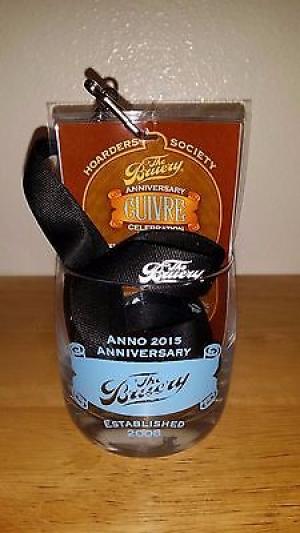 HOARDERS SOCIETY
The
Bruery
ANNIVERSARY
CUIVRE
CELEBRATION
The
Bruery
ANNO 2015
ANNIVERSARY
The
Bruery
ESTABLISHED
2008